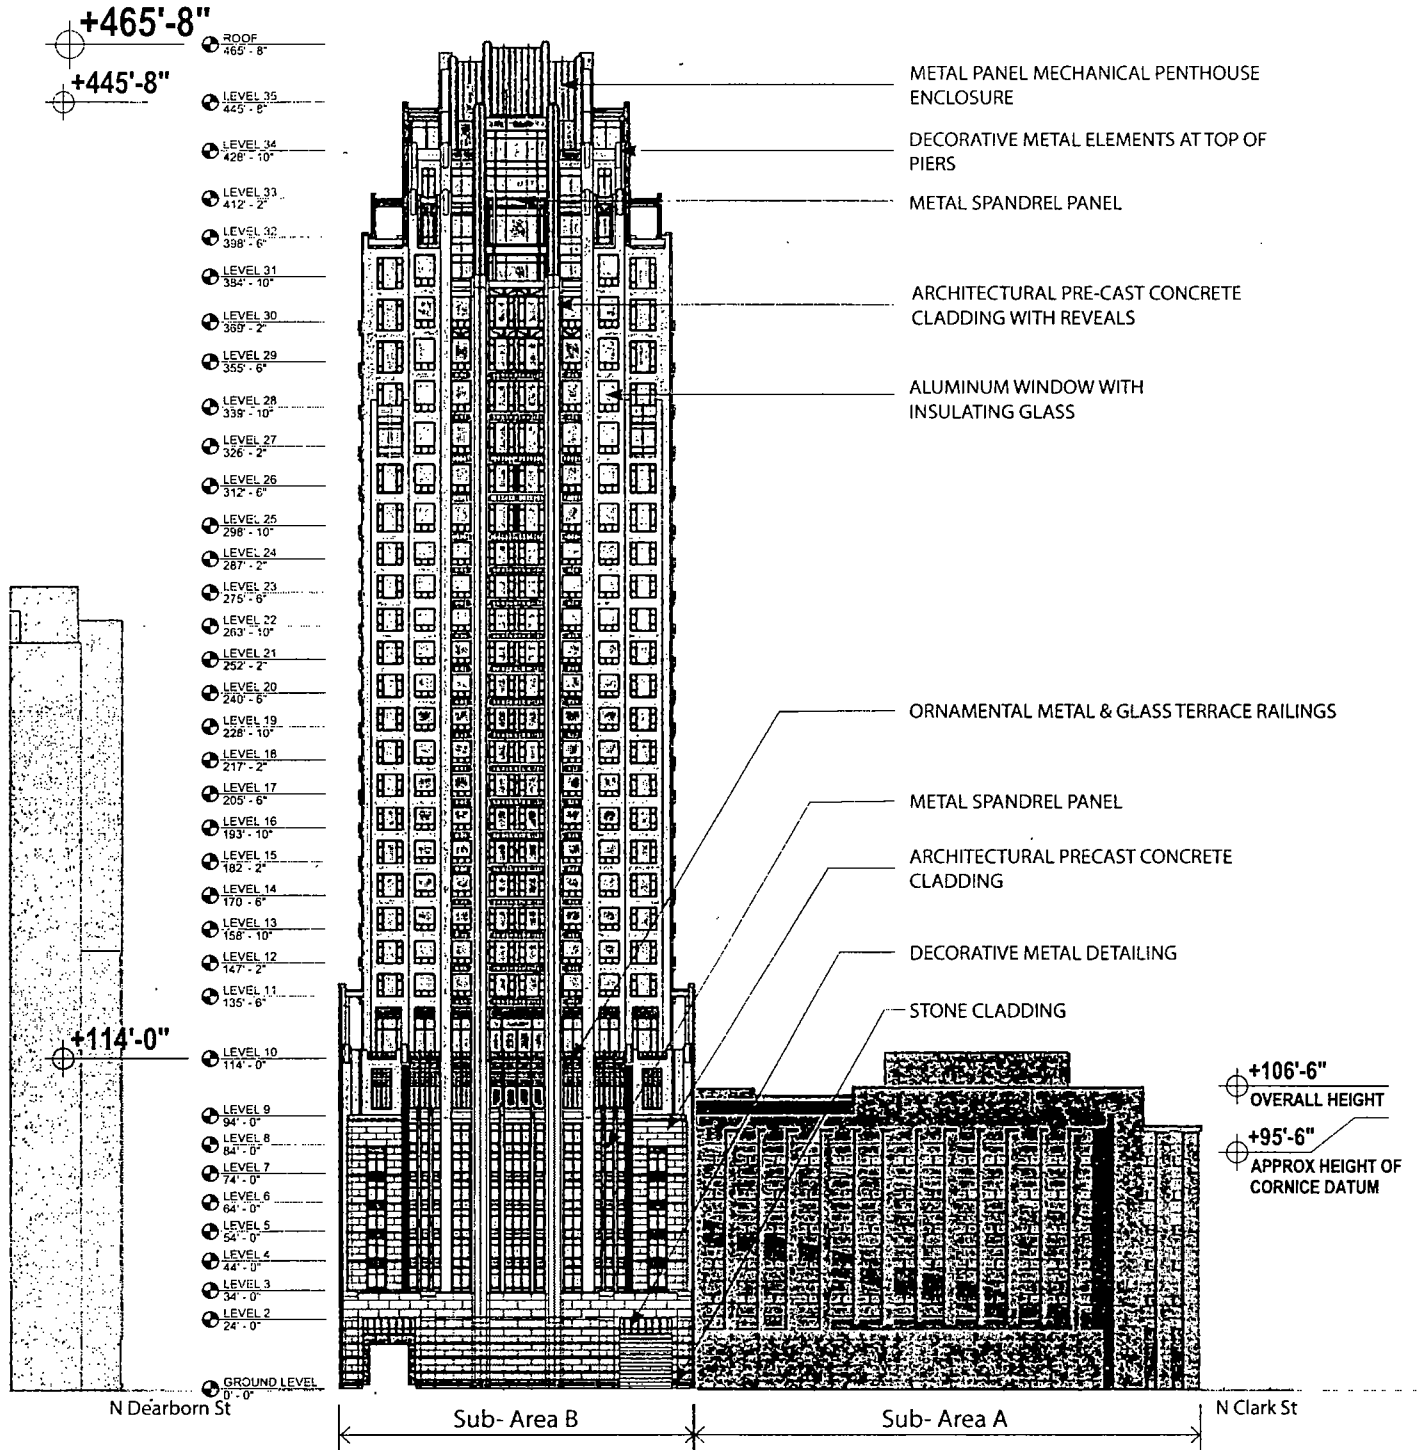 +465'-8"
ROOF
465' - 8"
+445'-8"
LEVEL 35
445' - 8"
LEVEL 34
428' - 10"
LEVEL 33
412' - 2"
LEVEL 32
398' - 6"
LEVEL 31
384' - 10"
LEVEL 30
369' - 2"
LEVEL 29
355' - 6"
LEVEL 28
339' - 10"
LEVEL 27
326' - 2"
LEVEL 26
312' - 6"
LEVEL 25
298' - 10"
LEVEL 24
287' - 2"
LEVEL 23
275' - 6"
LEVEL 22
263' - 10"
LEVEL 21
252' - 2"
LEVEL 20
240' - 6"
LEVEL 19
228' - 10"
LEVEL 18
217' - 2"
LEVEL 17
205' - 6"
LEVEL 16
193' - 10"
LEVEL 15
182' - 2"
LEVEL 14
170' - 6"
LEVEL 13
158' - 10"
LEVEL 12
147' - 2"
LEVEL 11
135' - 6"
+114'-0"
LEVEL 10
114' - 0"
LEVEL 9
94' - 0"
LEVEL 8
84' - 0"
LEVEL 7
74' - 0"
LEVEL 6
64' - 0"
LEVEL 5
54' - 0"
LEVEL 4
44' - 0"
LEVEL 3
34' - 0"
LEVEL 2
24' - 0"
GROUND LEVEL
0' - 0"
METAL PANEL MECHANICAL PENTHOUSE
ENCLOSURE
DECORATIVE METAL ELEMENTS AT TOP OF
PIERS
METAL SPANDREL PANEL
ARCHITECTURAL PRE-CAST CONCRETE
CLADDING WITH REVEALS
ALUMINUM WINDOW WITH
INSULATING GLASS
ORNAMENTAL METAL & GLASS TERRACE RAILINGS
METAL SPANDREL PANEL
ARCHITECTURAL PRECAST CONCRETE
CLADDING
DECORATIVE METAL DETAILING
STONE CLADDING
+106'-6"
OVERALL HEIGHT
+95'-6"
APPROX HEIGHT OF
CORNICE DATUM
N Dearborn St
Sub- Area B
Sub- Area A
N Clark St